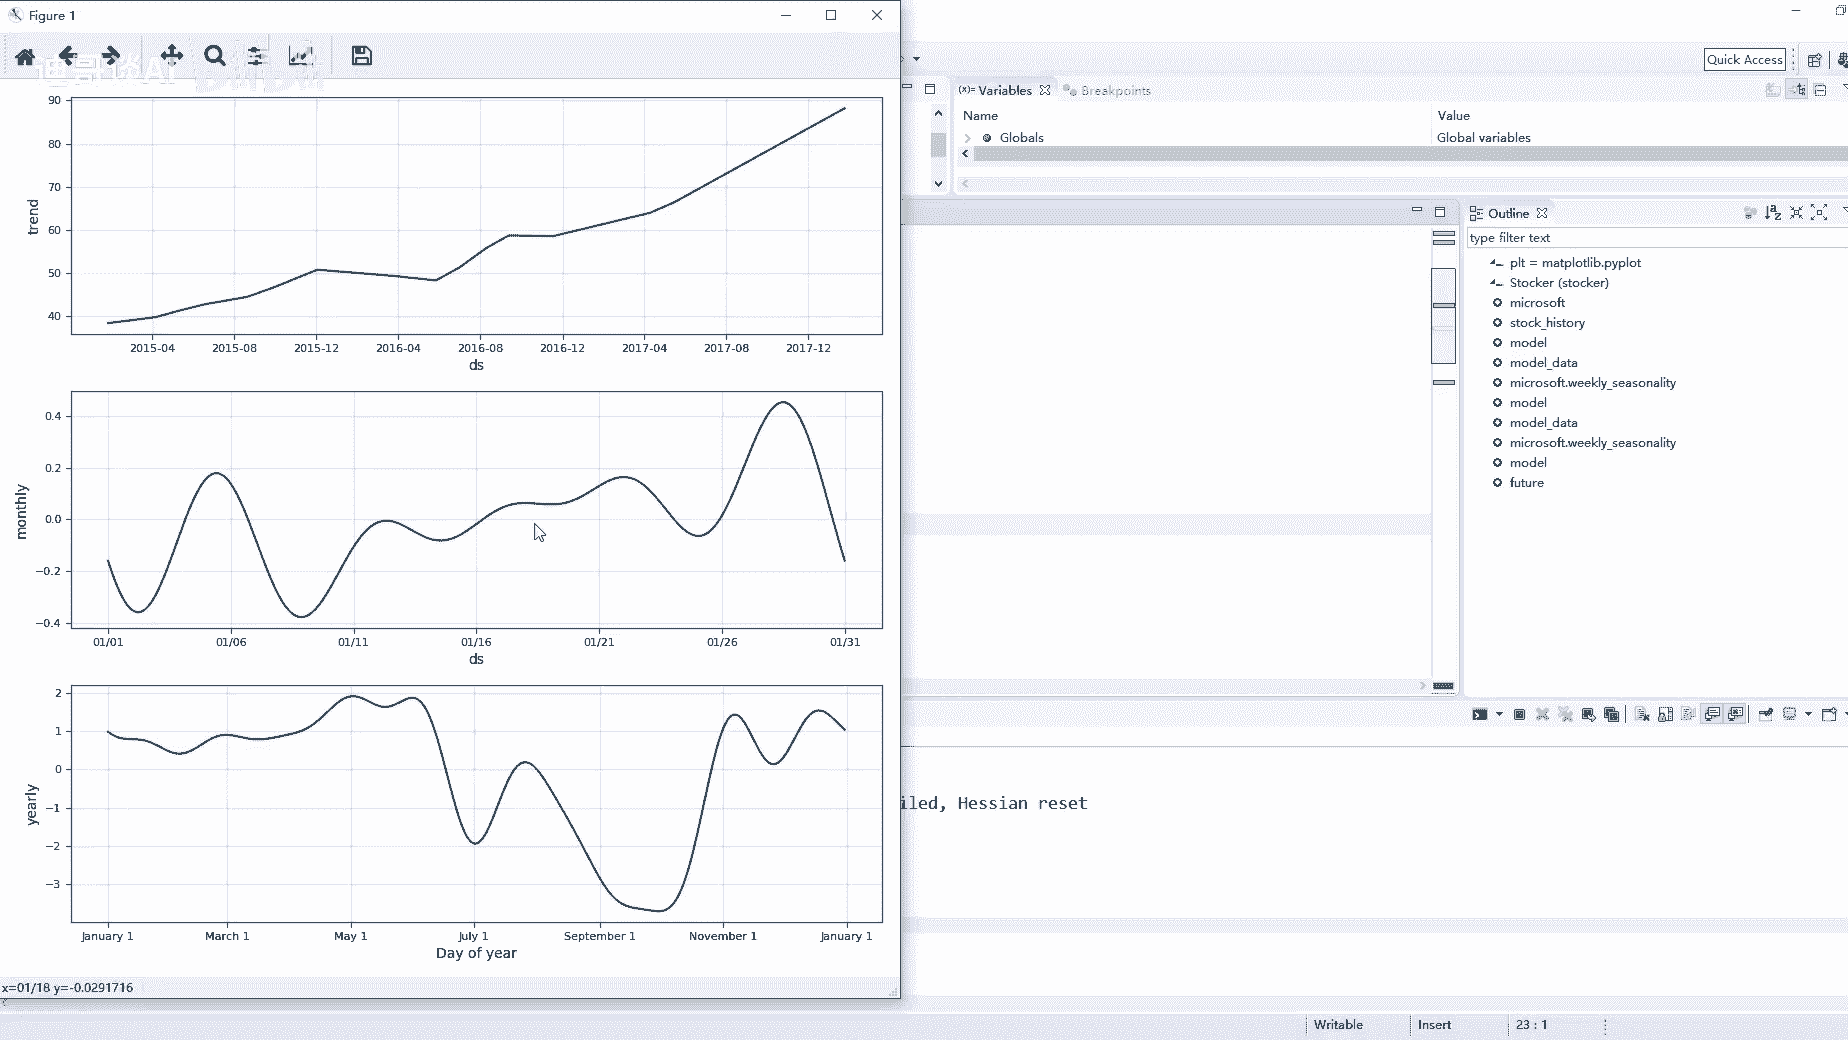 Figure 1
迪哥谈AI
bilibili
90
80
70
60
50
40
trend
2015-04 2015-08 2015-12 2016-04 2016-08 2016-12 2017-04 2017-08 2017-12
ds
0.4
0.2
0.0
−0.2
−0.4
monthly
01/01 01/06 01/11 01/16 01/21 01/26 01/31
ds
2
1
0
−1
−2
−3
yearly
January 1 March 1 May 1 July 1 September 1 November 1 January 1
Day of year
x=01/18 y=-0.0291716
Quick Access
(x)= Variables Breakpoints
Name Value
Globals Global variables
Outline
type filter text
plt = matplotlib.pyplot
Stocker (stocker)
microsoft
stock_history
model
model_data
microsoft.weekly_seasonality
model
model_data
microsoft.weekly_seasonality
model
future
iled, Hessian reset
Writable Insert 23 : 1